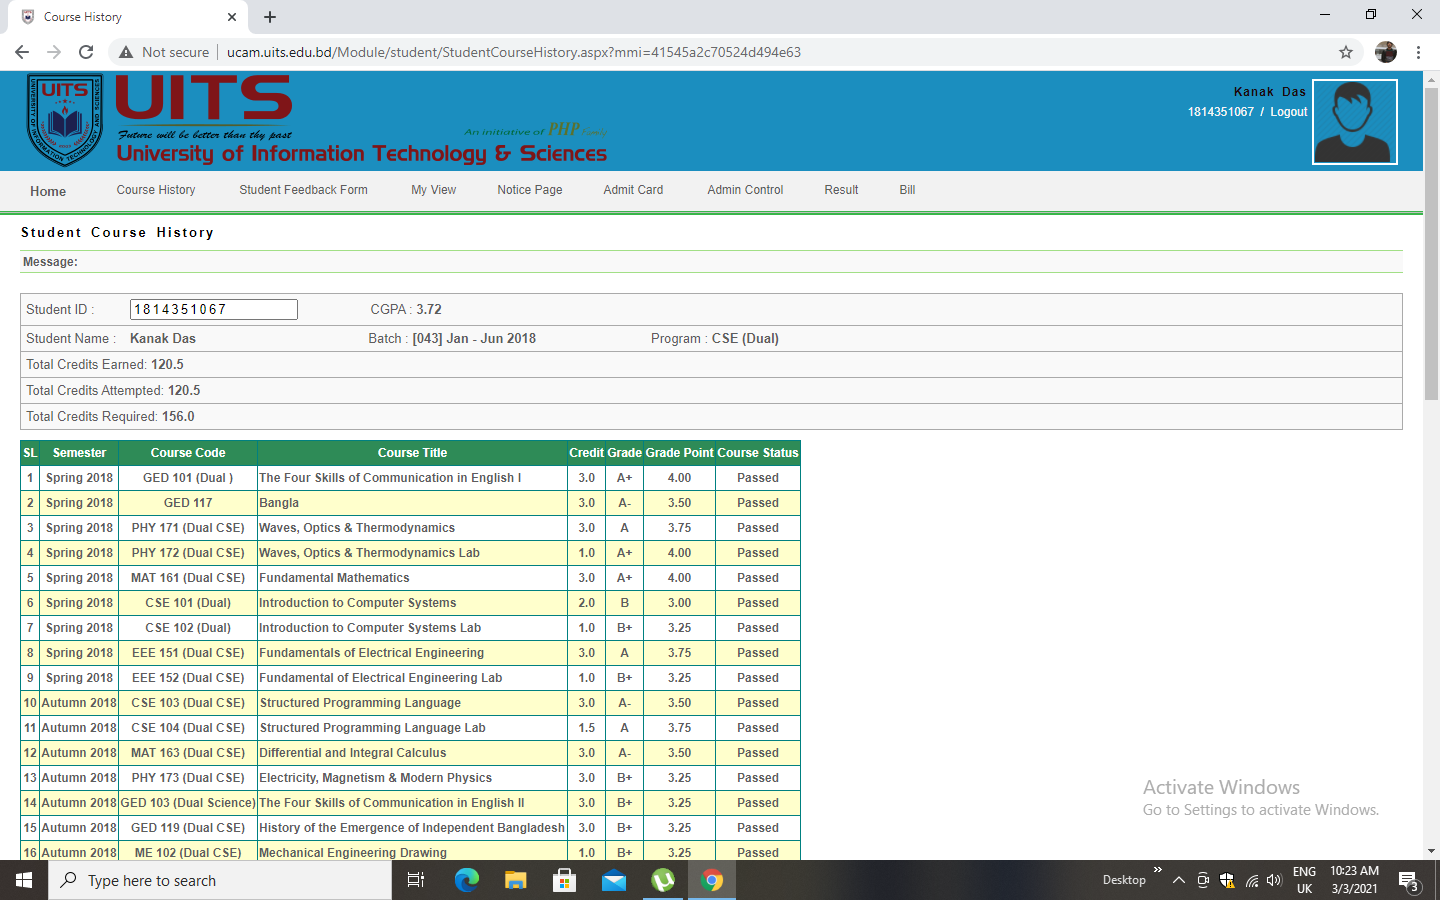 Course History
Not secure ucam.uits.edu.bd/Module/student/StudentCourseHistory.aspx?mmi=41545a2c70524d494e63
UITS
UNIVERSITY OF INFORMATION TECHNOLOGY AND SCIENCES
UITS
Future will be better than thy past
An initiative of PHP
University of Information Technology & Sciences
Kanak Das
1814351067 / Logout
Home Course History Student Feedback Form My View Notice Page Admit Card Admin Control Result Bill
Student Course History
Message:
Student ID : 1814351067 CGPA : 3.72
Student Name : Kanak Das Batch : [043] Jan - Jun 2018 Program : CSE (Dual)
Total Credits Earned: 120.5
Total Credits Attempted: 120.5
Total Credits Required: 156.0
SL Semester Course Code Course Title Credit Grade Grade Point Course Status
1 Spring 2018 GED 101 (Dual ) The Four Skills of Communication in English I 3.0 A+ 4.00 Passed
2 Spring 2018 GED 117 Bangla 3.0 A- 3.50 Passed
3 Spring 2018 PHY 171 (Dual CSE) Waves, Optics & Thermodynamics 3.0 A 3.75 Passed
4 Spring 2018 PHY 172 (Dual CSE) Waves, Optics & Thermodynamics Lab 1.0 A+ 4.00 Passed
5 Spring 2018 MAT 161 (Dual CSE) Fundamental Mathematics 3.0 A+ 4.00 Passed
6 Spring 2018 CSE 101 (Dual) Introduction to Computer Systems 2.0 B 3.00 Passed
7 Spring 2018 CSE 102 (Dual) Introduction to Computer Systems Lab 1.0 B+ 3.25 Passed
8 Spring 2018 EEE 151 (Dual CSE) Fundamentals of Electrical Engineering 3.0 A 3.75 Passed
9 Spring 2018 EEE 152 (Dual CSE) Fundamental of Electrical Engineering Lab 1.0 B+ 3.25 Passed
10 Autumn 2018 CSE 103 (Dual CSE) Structured Programming Language 3.0 A- 3.50 Passed
11 Autumn 2018 CSE 104 (Dual CSE) Structured Programming Language Lab 1.5 A 3.75 Passed
12 Autumn 2018 MAT 163 (Dual CSE) Differential and Integral Calculus 3.0 A- 3.50 Passed
13 Autumn 2018 PHY 173 (Dual CSE) Electricity, Magnetism & Modern Physics 3.0 B+ 3.25 Passed
14 Autumn 2018 GED 103 (Dual Science) The Four Skills of Communication in English II 3.0 B+ 3.25 Passed
15 Autumn 2018 GED 119 (Dual CSE) History of the Emergence of Independent Bangladesh 3.0 B+ 3.25 Passed
16 Autumn 2018 ME 102 (Dual CSE) Mechanical Engineering Drawing 1.0 B+ 3.25 Passed
Activate Windows
Go to Settings to activate Windows.
Type here to search
Desktop
ENG
UK
10:23 AM
3/3/2021
3